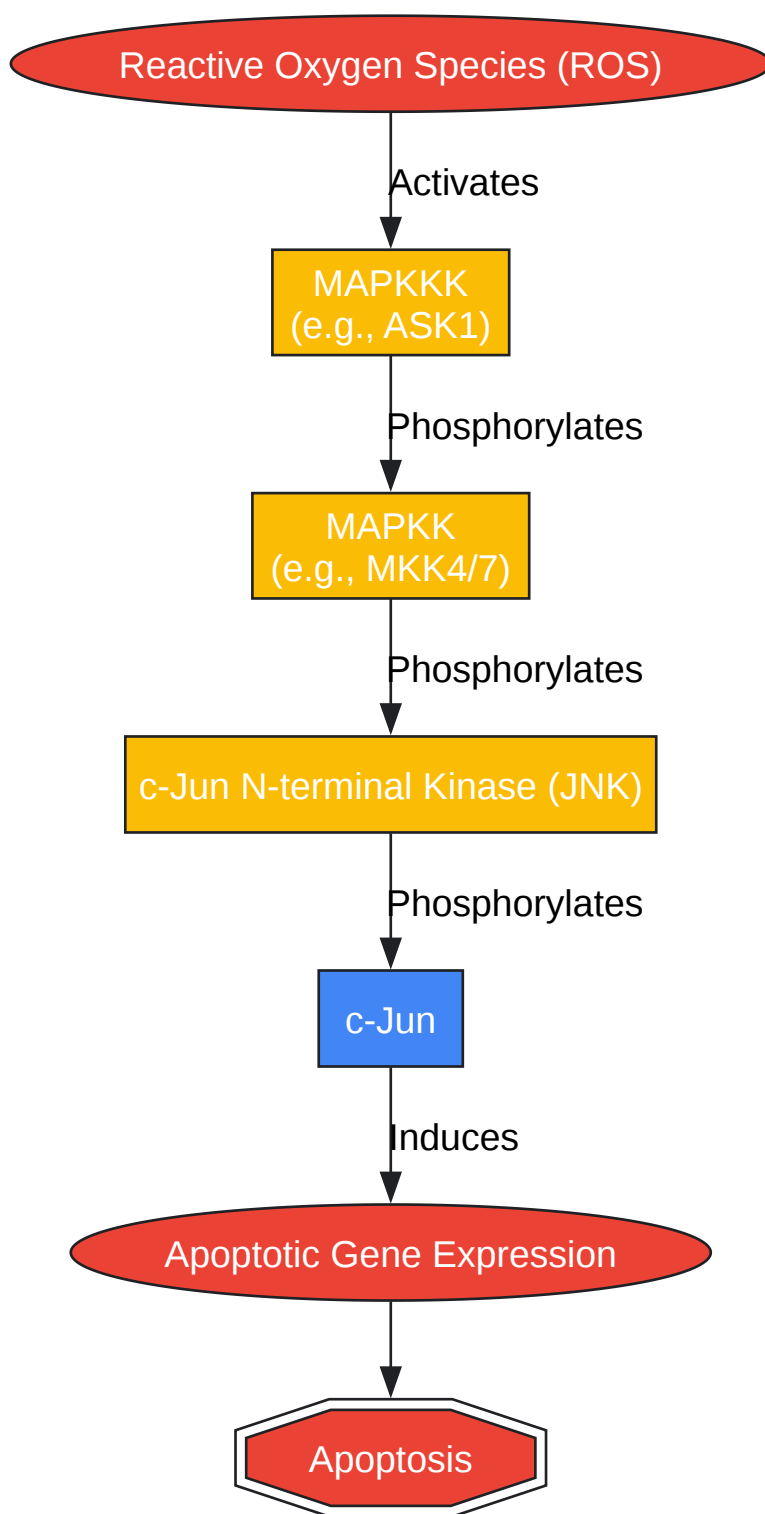 Reactive Oxygen Species (ROS)
Activates
MAPKKK
(e.g., ASK1)
Phosphorylates
MAPKK
(e.g., MKK4/7)
Phosphorylates
c-Jun N-terminal Kinase (JNK)
Phosphorylates
c-Jun
Induces
Apoptotic Gene Expression
Apoptosis